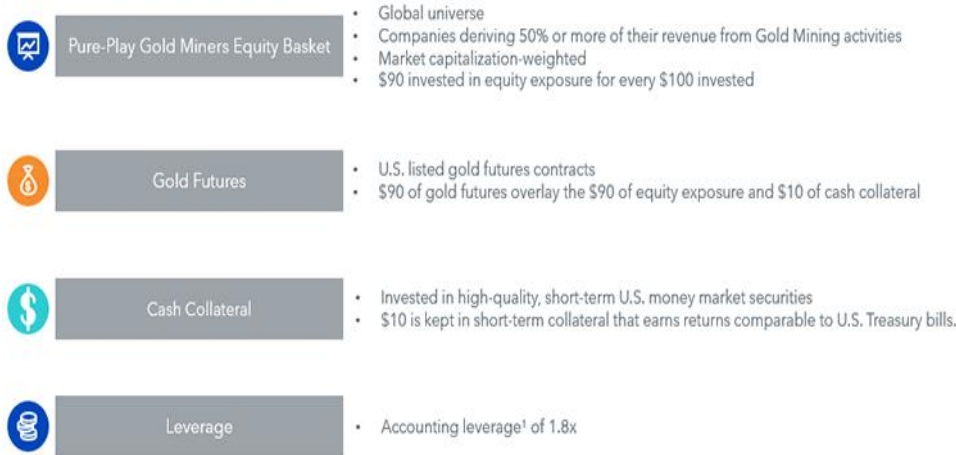 Pure-Play Gold Miners Equity Basket
• Global universe
• Companies deriving 50% or more of their revenue from Gold Mining activities
• Market capitalization-weighted
• $90 invested in equity exposure for every $100 invested
Gold Futures
• U.S. listed gold futures contracts
• $90 of gold futures overlay the $90 of equity exposure and $10 of cash collateral
Cash Collateral
• Invested in high-quality, short-term U.S. money market securities
• $10 is kept in short-term collateral that earns returns comparable to U.S. Treasury bills.
Leverage
• Accounting leverage¹ of 1.8x